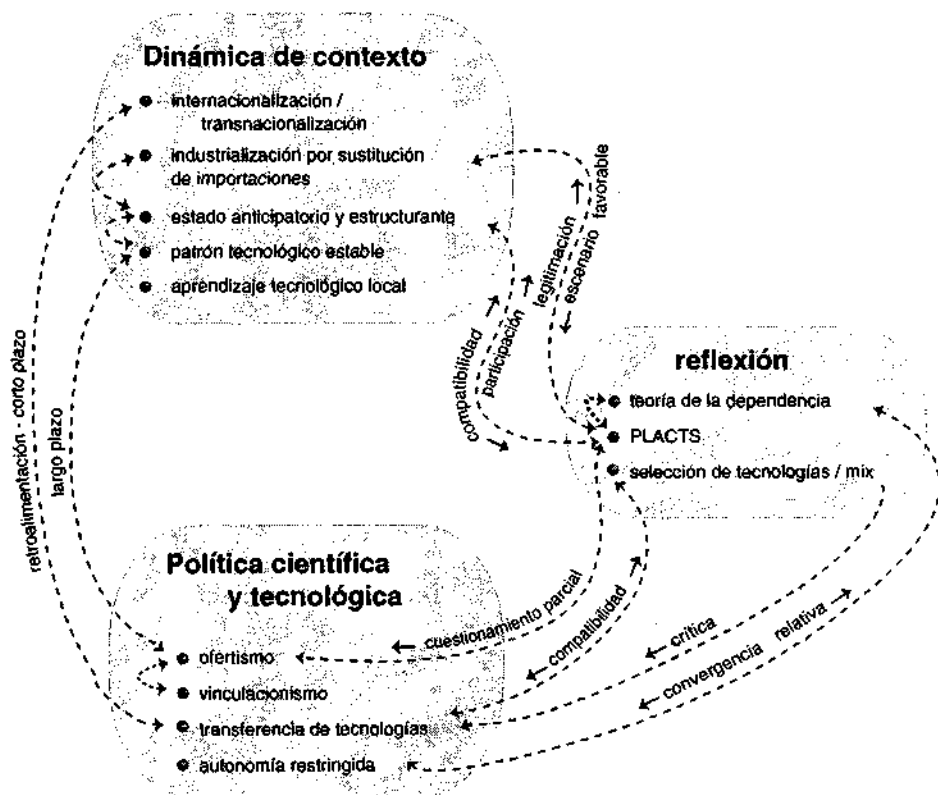 Dinámica de contexto
internacionalización /
transnacionalización
industrialización por sustitución
de importaciones
estado anticipatorio y estructurante
patrón tecnológico estable
aprendizaje tecnológico local
retroalimentación - corto plazo
largo plazo
compatibilidad
participación
legitimación
escenario favorable
reflexión
teoría de la dependencia
PLACTS
selección de tecnologías / mix
Política científica
y tecnológica
ofertismo
vinculacionismo
transferencia de tecnologías
autonomía restringida
cuestionamiento parcial
compatibilidad
crítica
convergencia relativa